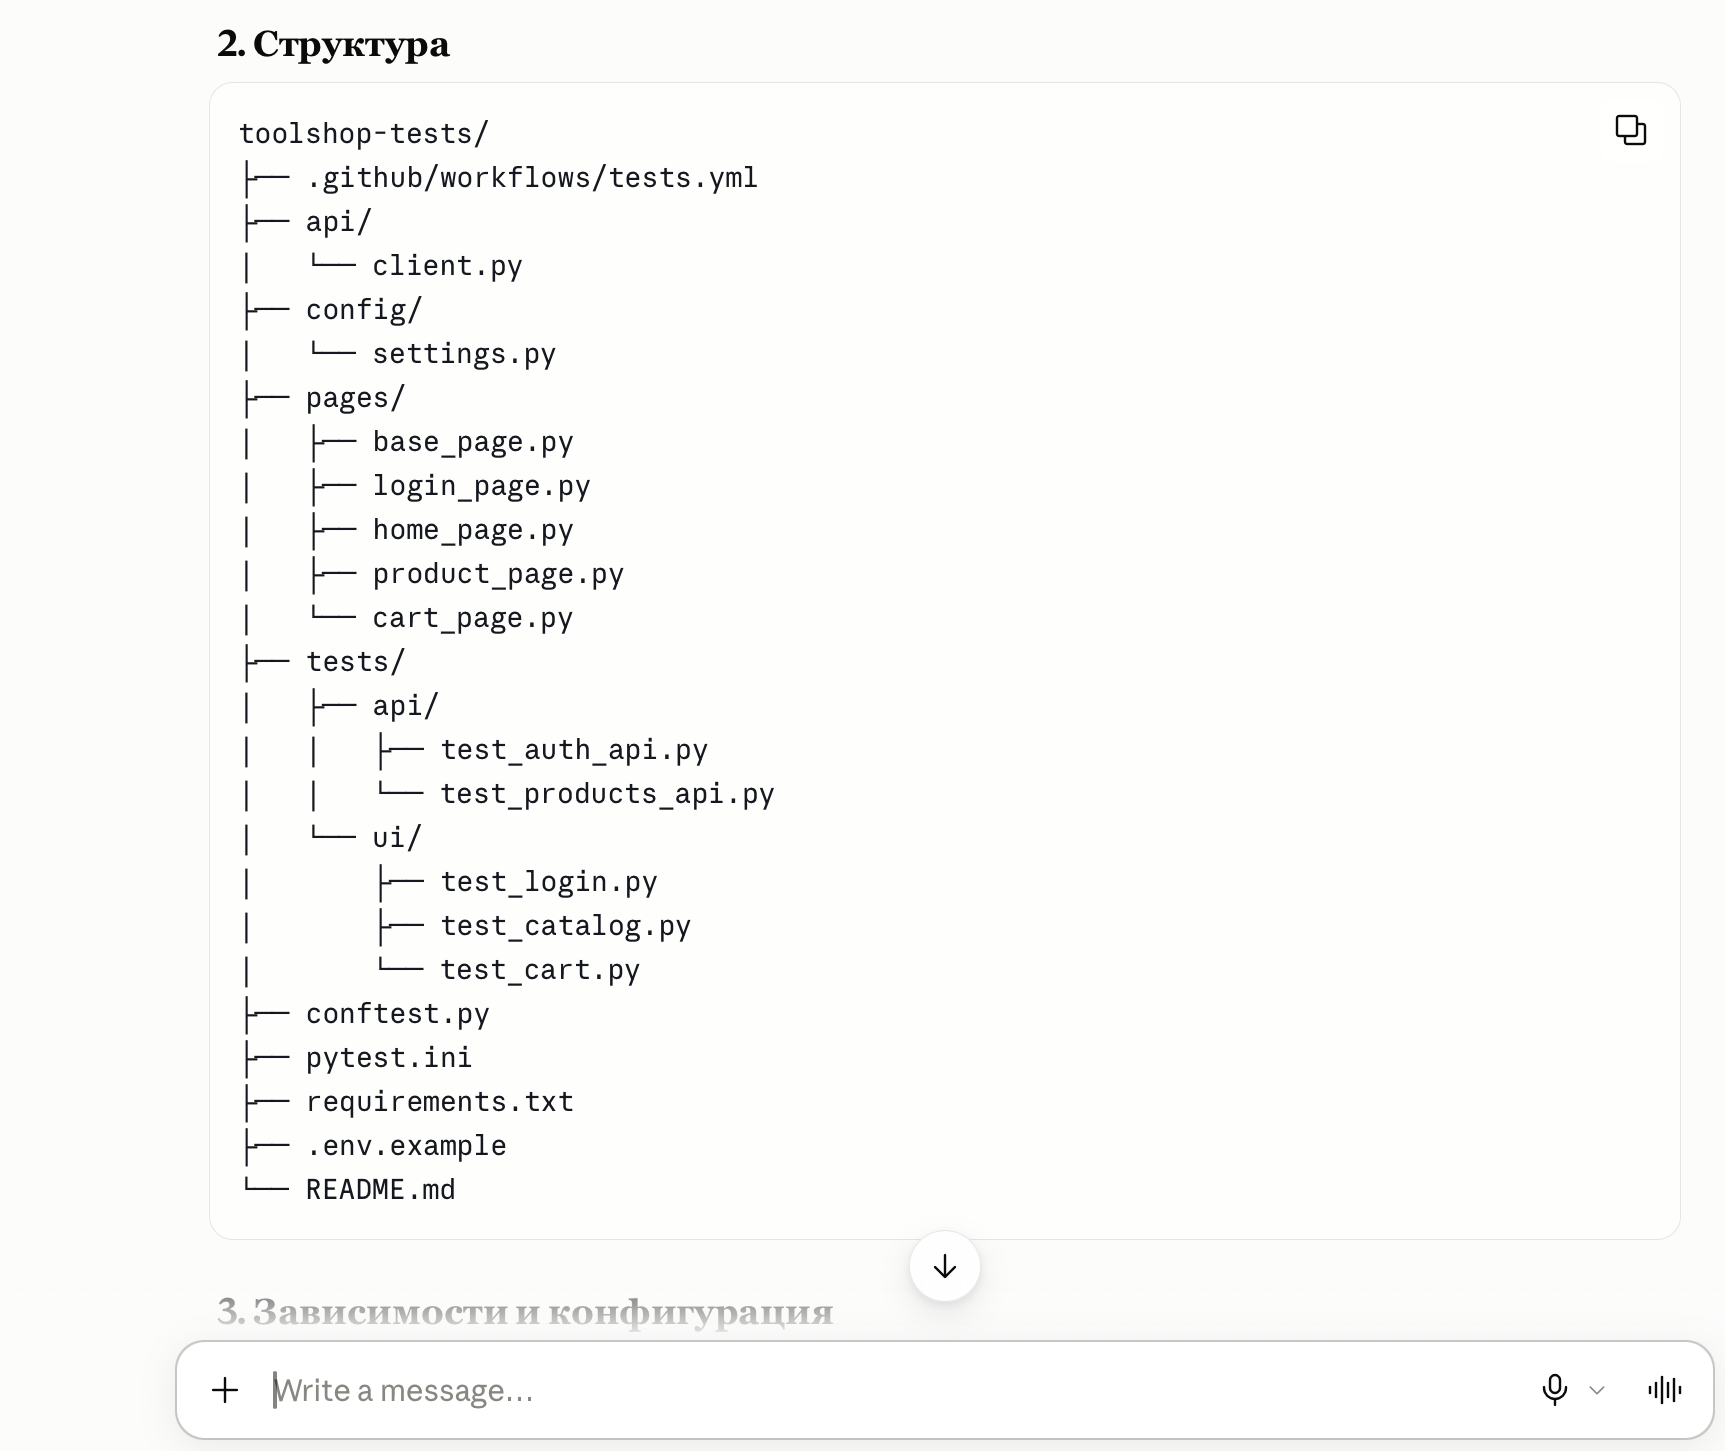 2. Структура
toolshop-tests/
├── .github/workflows/tests.yml
├── api/
│   └── client.py
├── config/
│   └── settings.py
├── pages/
│   ├── base_page.py
│   ├── login_page.py
│   ├── home_page.py
│   ├── product_page.py
│   └── cart_page.py
├── tests/
│   ├── api/
│   │   ├── test_auth_api.py
│   │   └── test_products_api.py
│   └── ui/
│       ├── test_login.py
│       ├── test_catalog.py
│       └── test_cart.py
├── conftest.py
├── pytest.ini
├── requirements.txt
├── .env.example
└── README.md
3. Зависимости и конфигурация
Write a message...